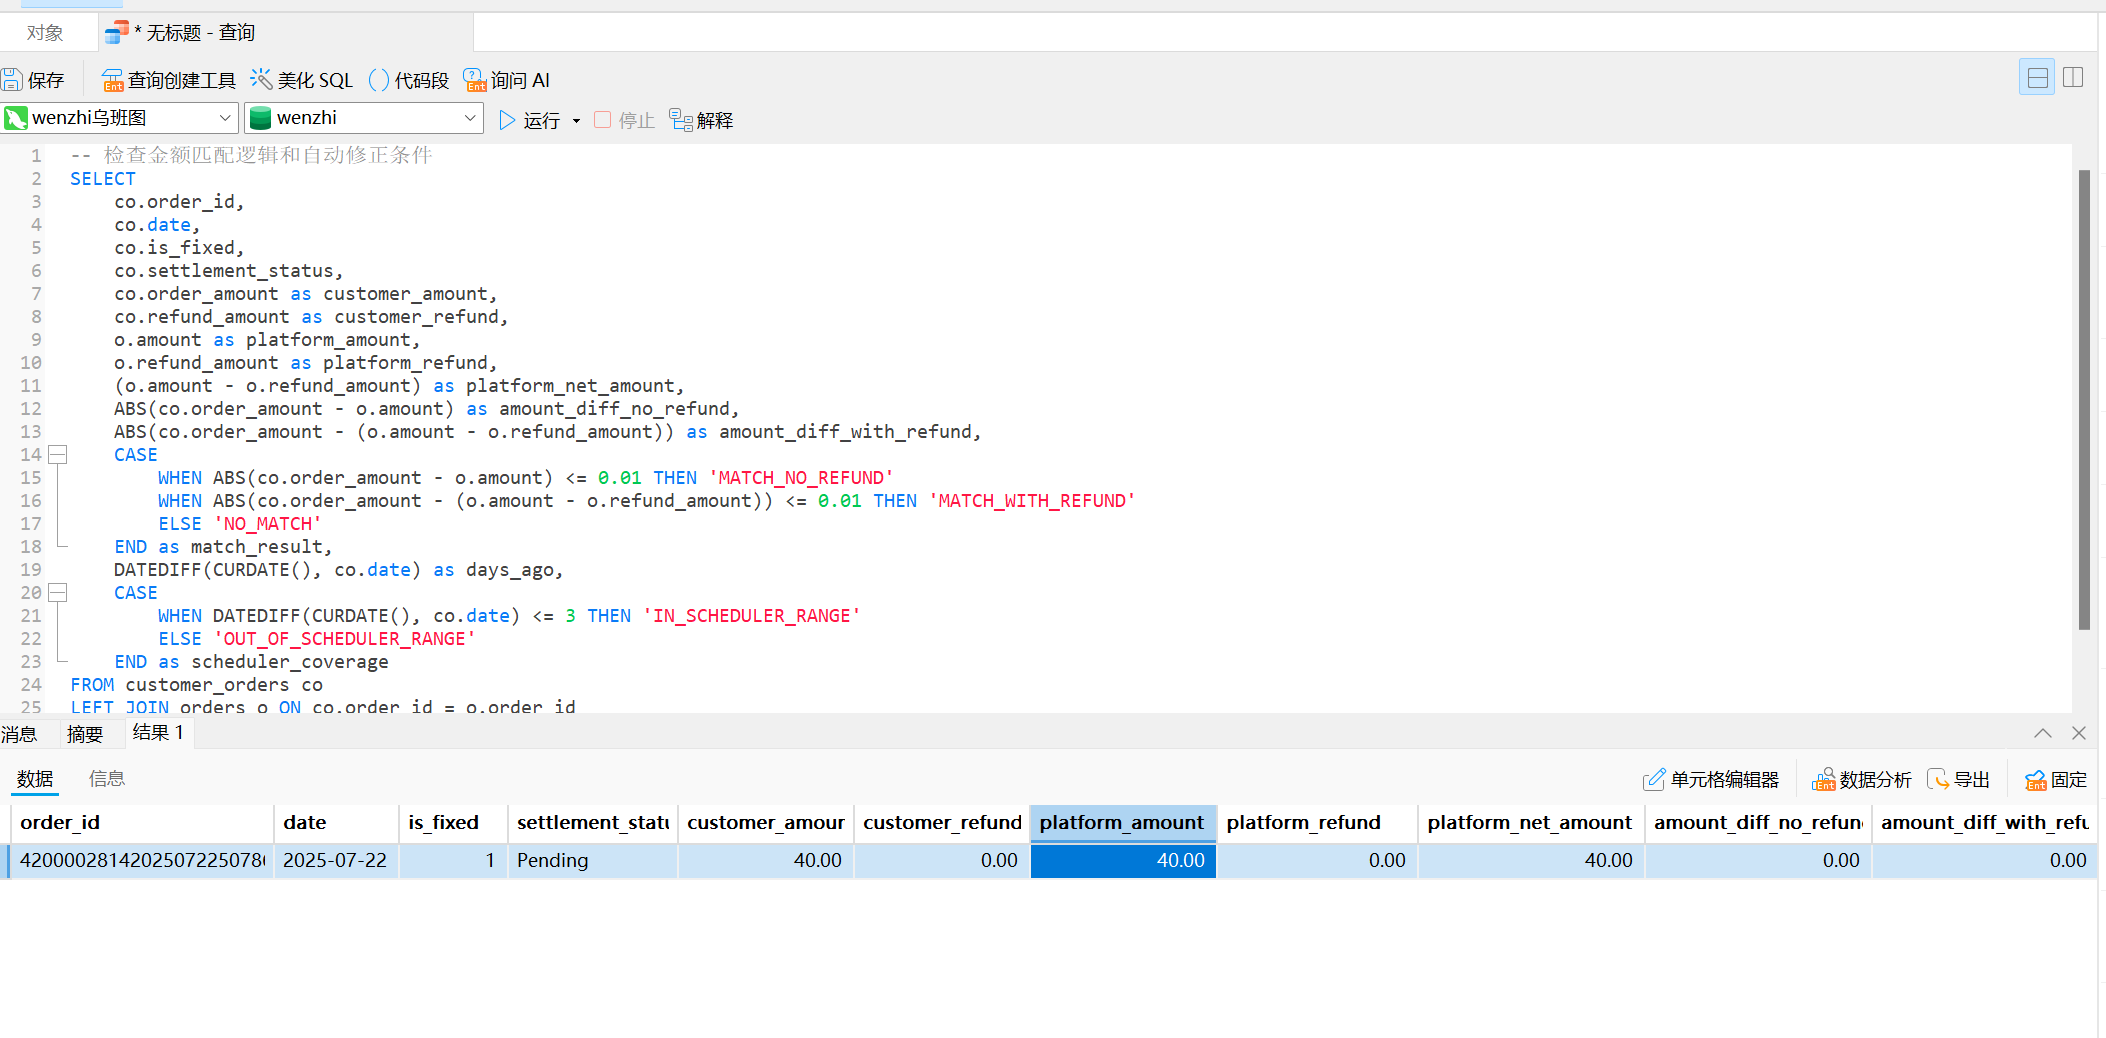 对象
* 无标题 - 查询
保存 查询创建工具 美化 SQL 代码段 询问 AI
wenzhi乌班图 wenzhi 运行 停止 解释
1 -- 检查金额匹配逻辑和自动修正条件
2 SELECT
3 co.order_id,
4 co.date,
5 co.is_fixed,
6 co.settlement_status,
7 co.order_amount as customer_amount,
8 co.refund_amount as customer_refund,
9 o.amount as platform_amount,
10 o.refund_amount as platform_refund,
11 (o.amount - o.refund_amount) as platform_net_amount,
12 ABS(co.order_amount - o.amount) as amount_diff_no_refund,
13 ABS(co.order_amount - (o.amount - o.refund_amount)) as amount_diff_with_refund,
14 CASE
15 WHEN ABS(co.order_amount - o.amount) <= 0.01 THEN 'MATCH_NO_REFUND'
16 WHEN ABS(co.order_amount - (o.amount - o.refund_amount)) <= 0.01 THEN 'MATCH_WITH_REFUND'
17 ELSE 'NO_MATCH'
18 END as match_result,
19 DATEDIFF(CURDATE(), co.date) as days_ago,
20 CASE
21 WHEN DATEDIFF(CURDATE(), co.date) <= 3 THEN 'IN_SCHEDULER_RANGE'
22 ELSE 'OUT_OF_SCHEDULER_RANGE'
23 END as scheduler_coverage
24 FROM customer_orders co
25 LEFT JOIN orders o ON co.order_id = o.order_id
消息 摘要 结果 1
数据 信息 单元格编辑器 Ent 数据分析 导出 Ent 固定
order_id date is_fixed settlement_statu customer_amour customer_refund platform_amount platform_refund platform_net_amount amount_diff_no_refun amount_diff_with_refu
4200002814202507225078 2025-07-22 1 Pending 40.00 0.00 40.00 0.00 40.00 0.00 0.00